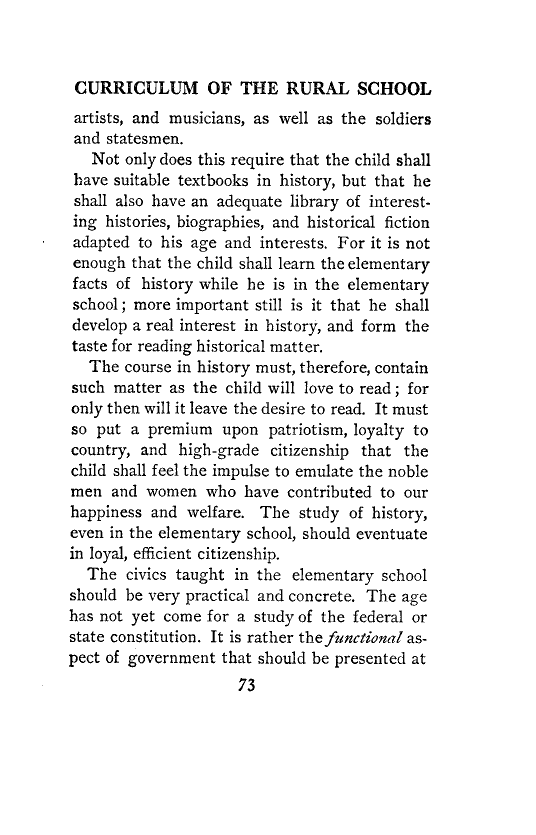 CURRICULUM OF THE RURAL SCHOOL
artists, and musicians, as well as the soldiers
and statesmen.
Not only does this require that the child shall
have suitable textbooks in history, but that he
shall also have an adequate library of interest-
ing histories, biographies, and historical fiction
adapted to his age and interests. For it is not
enough that the child shall learn the elementary
facts of history while he is in the elementary
school; more important still is it that he shall
develop a real interest in history, and form the
taste for reading historical matter.
The course in history must, therefore, contain
such matter as the child will love to read; for
only then will it leave the desire to read. It must
so put a premium upon patriotism, loyalty to
country, and high-grade citizenship that the
child shall feel the impulse to emulate the noble
men and women who have contributed to our
happiness and welfare. The study of history,
even in the elementary school, should eventuate
in loyal, efficient citizenship.
The civics taught in the elementary school
should be very practical and concrete. The age
has not yet come for a study of the federal or
state constitution. It is rather the functional as-
pect of government that should be presented at
73